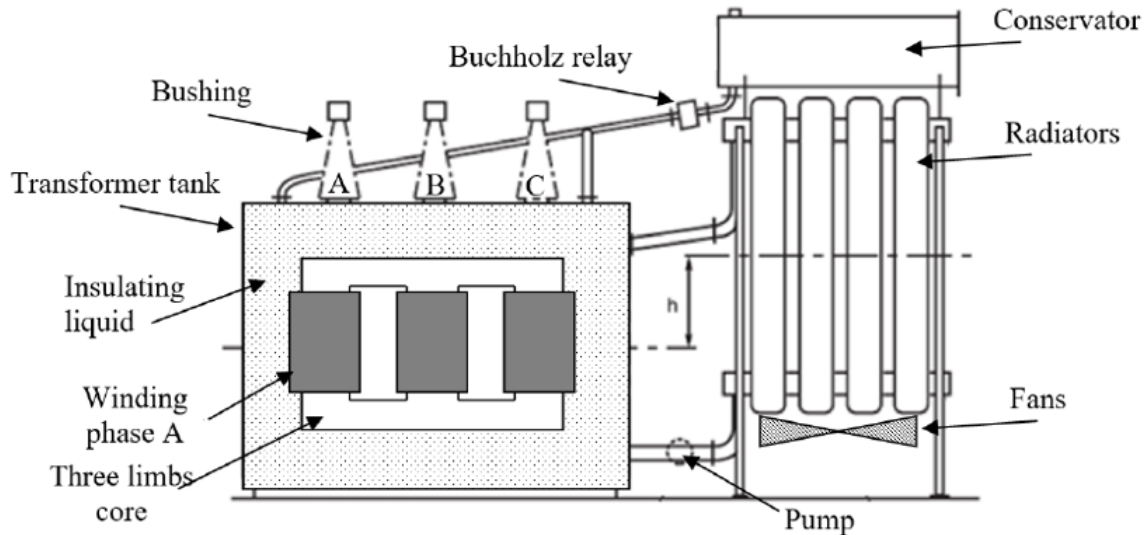 Conservator
Buchholz relay
Bushing
Radiators
A B C
Transformer tank
Insulating
liquid
h
Winding
phase A
Fans
Three limbs
core
Pump